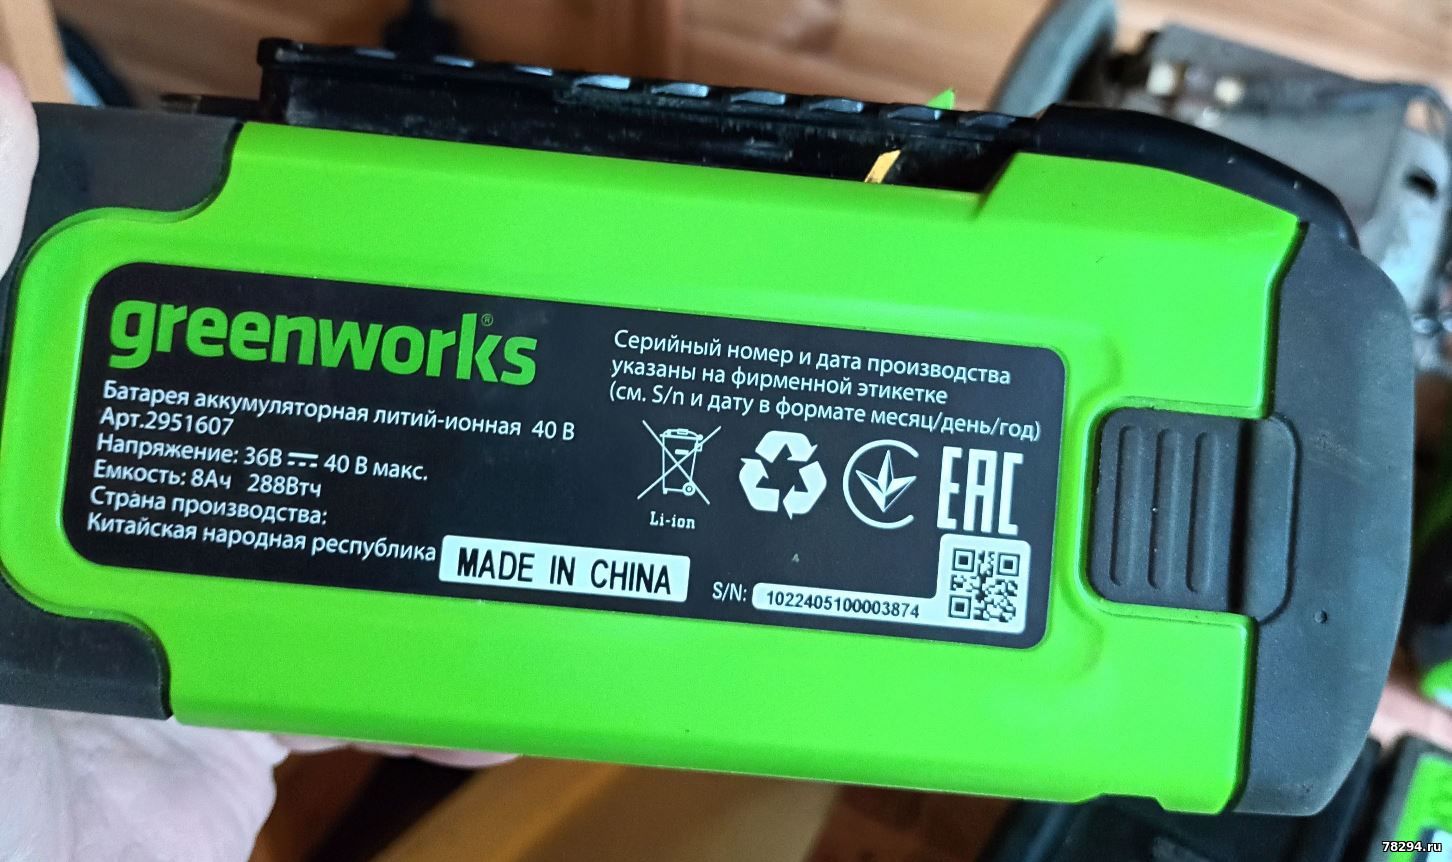 greenworks®
Батарея аккумуляторная литий-ионная 40 В
Арт.2951607
Напряжение: 36В 40 В макс.
Емкость: 8Ач 288Втч
Страна производства:
Китайская народная республика
MADE IN CHINA
Серийный номер и дата производства
указаны на фирменной этикетке
(см. S/n и дату в формате месяц/день/год)
Li-ion
EAC
S/N: 1022405100003874
78294.ru